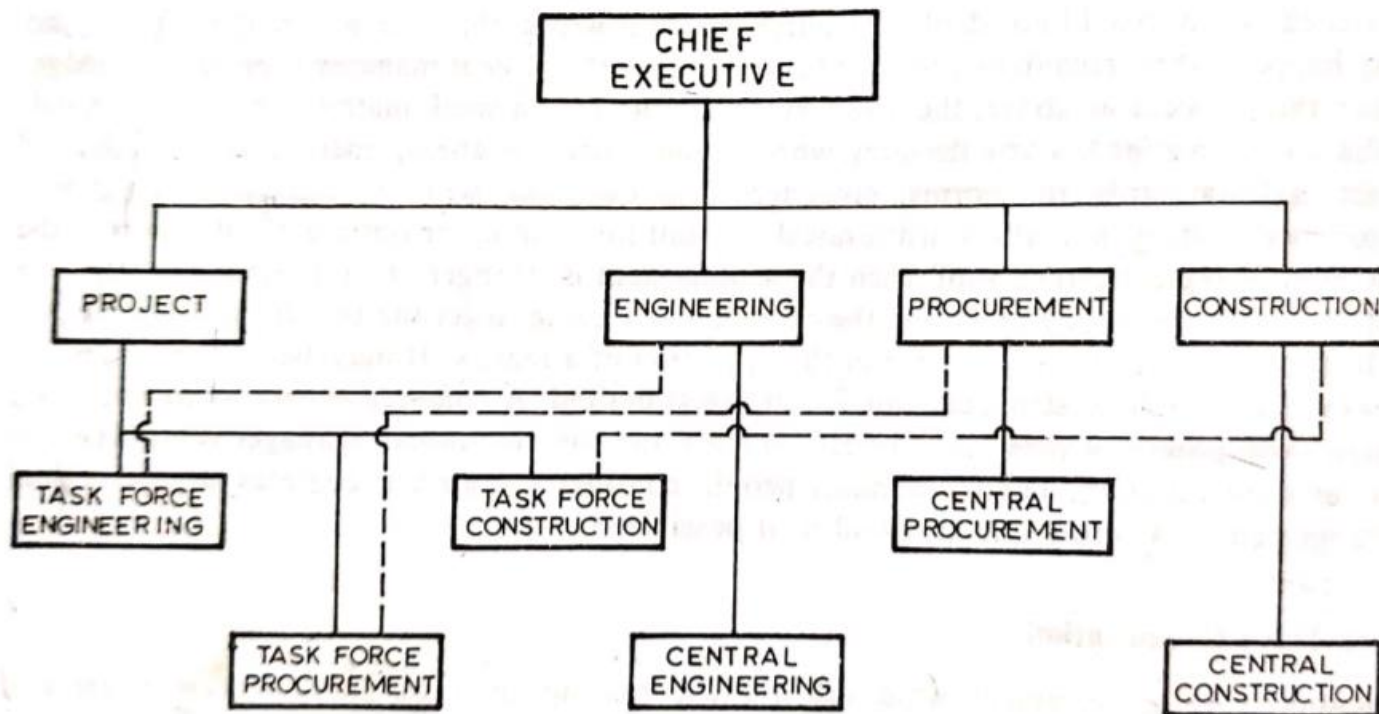 CHIEF
EXECUTIVE
PROJECT
ENGINEERING
PROCUREMENT
CONSTRUCTION
TASK FORCE
ENGINEERING
TASK FORCE
CONSTRUCTION
CENTRAL
PROCUREMENT
TASK FORCE
PROCUREMENT
CENTRAL
ENGINEERING
CENTRAL
CONSTRUCTION